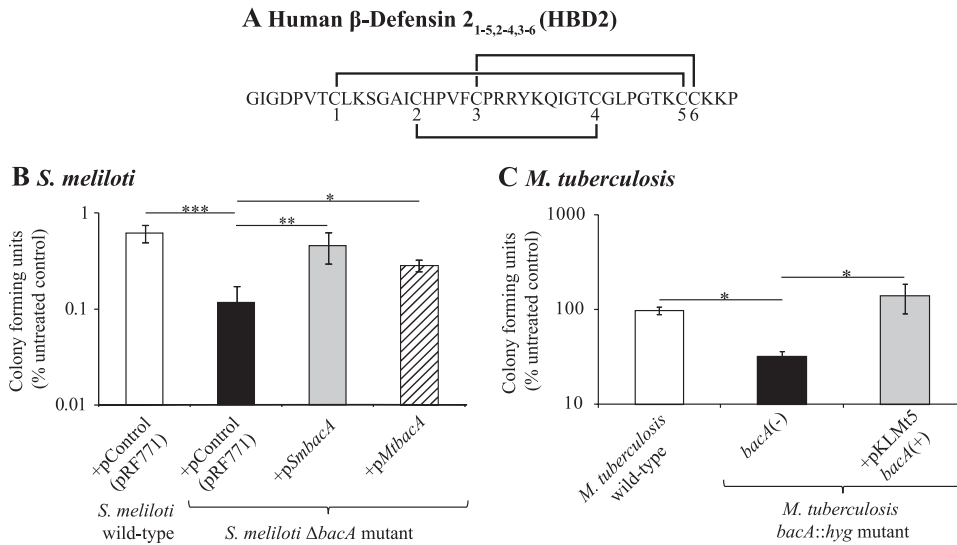 A Human β-Defensin 2 1-5,2-4,3-6 (HBD2)
GIGDPVTCLKSGAICHPVFCPRRYKQIGTCGLPGTKCCKKP
1 2 3 4 5 6
B S. meliloti
Colony forming units
(% untreated control)
1
0.1
0.01
***
**
*
+pControl
(pRF771)
+pControl
(pRF771)
+pSmbacA
+pMtbacA
S. meliloti
wild-type
S. meliloti ΔbacA mutant
C M. tuberculosis
Colony forming units
(% untreated control)
1000
100
10
*
*
M. tuberculosis
wild-type
bacA(-)
+pKLMt5
bacA(+)
M. tuberculosis
bacA::hyg mutant